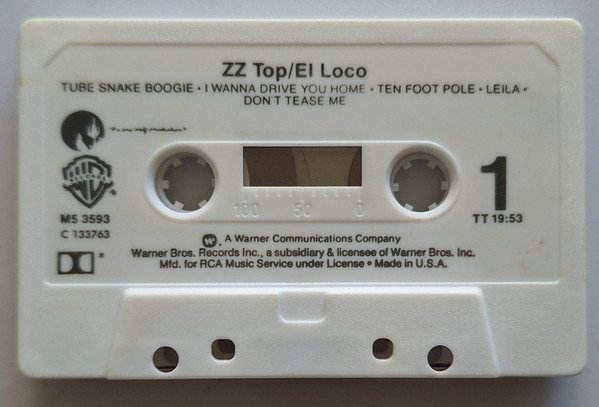 ZZ Top/El Loco
TUBE SNAKE BOOGIE • I WANNA DRIVE YOU HOME • TEN FOOT POLE • LEILA •
DON'T TEASE ME
WB
RECORDS
®
M5 3593
C 133763
®
100 50 0
1
TT 19:53
A Warner Communications Company
Warner Bros. Records Inc., a subsidiary & licensee of Warner Bros. Inc.
Mfd. for RCA Music Service under License • Made in U.S.A.